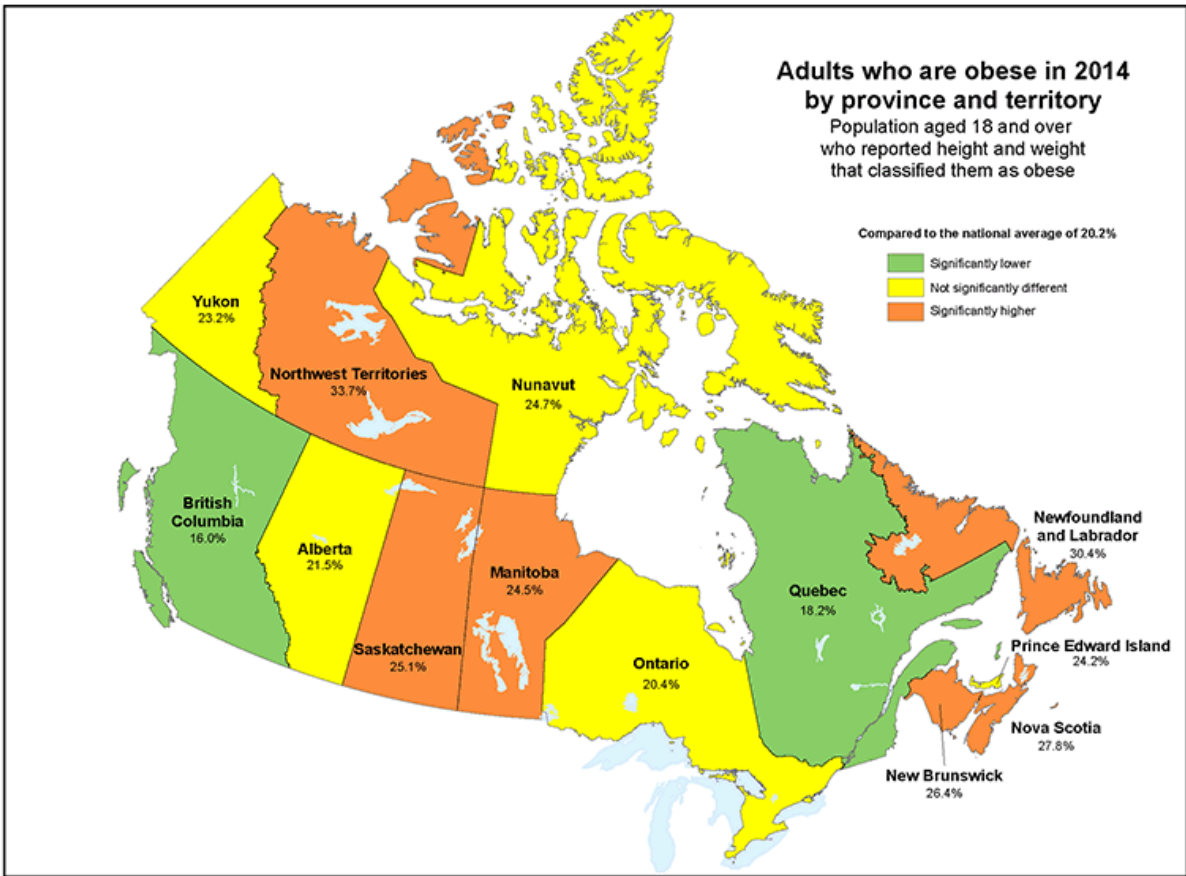 Adults who are obese in 2014
by province and territory
Population aged 18 and over
who reported height and weight
that classified them as obese
Compared to the national average of 20.2%
Significantly lower
Not significantly different
Significantly higher
Yukon
23.2%
Northwest Territories
33.7%
Nunavut
24.7%
British
Columbia
16.0%
Alberta
21.5%
Saskatchewan
25.1%
Manitoba
24.5%
Ontario
20.4%
Quebec
18.2%
Newfoundland
and Labrador
30.4%
Prince Edward Island
24.2%
Nova Scotia
27.8%
New Brunswick
26.4%